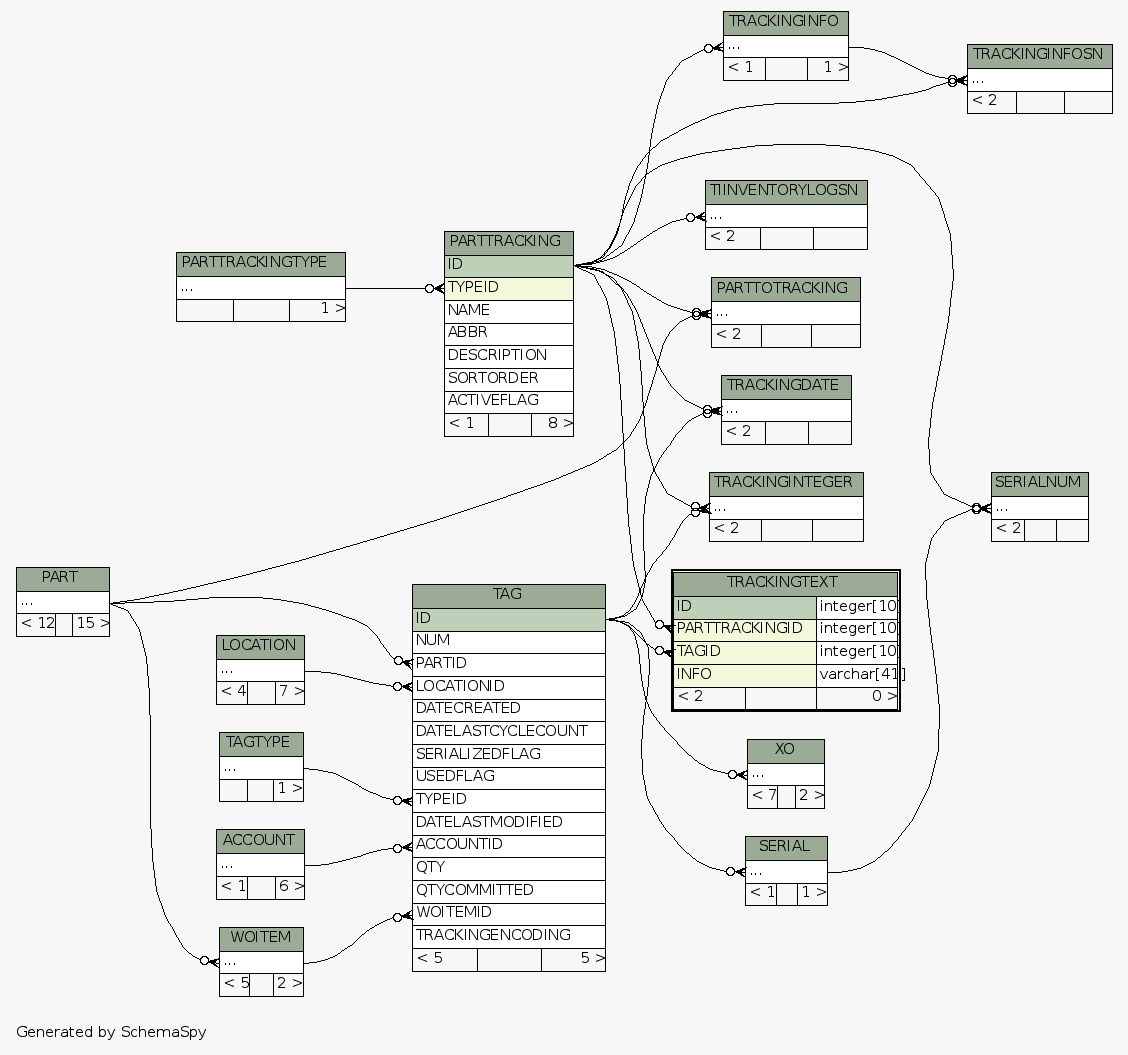 TRACKINGINFO
...
< 1 1 >
TRACKINGINFOSN
...
< 2
TIINVENTORYLOGSN
...
< 2
PARTTRACKING
ID
TYPEID
NAME
ABBR
DESCRIPTION
SORTORDER
ACTIVEFLAG
< 1 8 >
PARTTRACKINGTYPE
...
1 >
PARTTOTRACKING
...
< 2
TRACKINGDATE
...
< 2
TRACKINGINTEGER
...
< 2
SERIALNUM
...
< 2
PART
...
< 12 15 >
TRACKINGTEXT
ID integer[10]
PARTTRACKINGID integer[10]
TAGID integer[10]
INFO varchar[41]
< 2 0 >
TAG
ID
NUM
PARTID
LOCATIONID
DATECREATED
DATELASTCYCLECOUNT
SERIALIZEDFLAG
USEDFLAG
TYPEID
DATELASTMODIFIED
ACCOUNTID
QTY
QTYCOMMITTED
WOITEMID
TRACKINGENCODING
< 5 5 >
LOCATION
...
< 4 7 >
TAGTYPE
...
1 >
ACCOUNT
...
< 1 6 >
WOITEM
...
< 5 2 >
XO
...
< 7 2 >
SERIAL
...
< 1 1 >
Generated by SchemaSpy